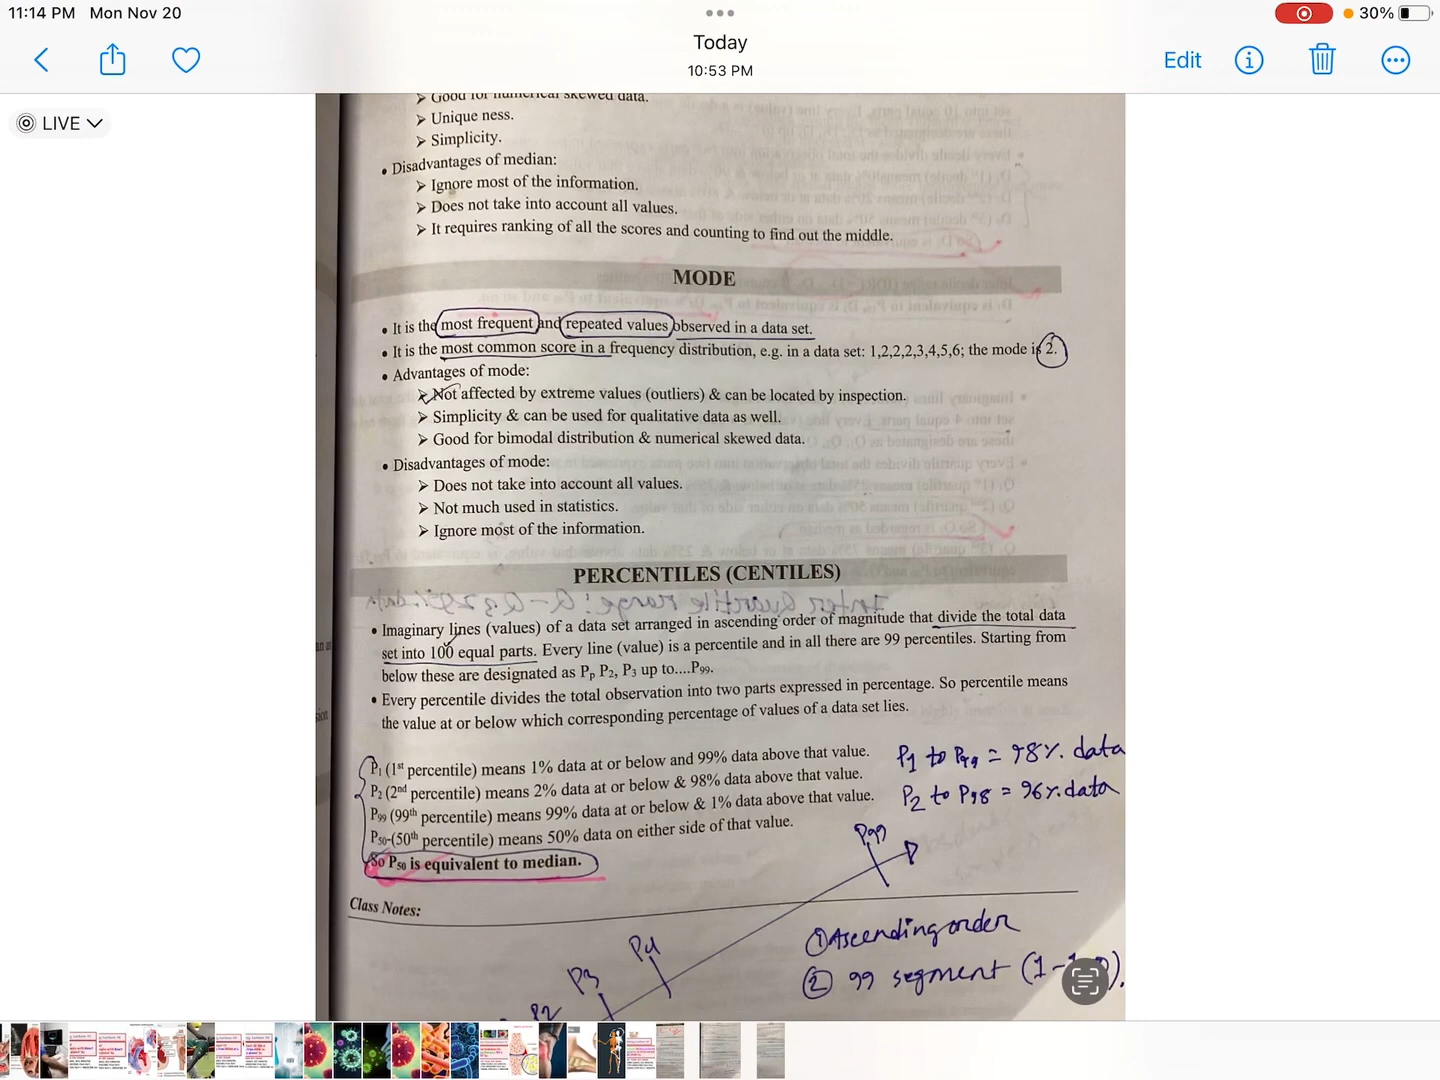 11:14 PM Mon Nov 20
30%
Today
10:53 PM
Edit
LIVE
➢ Good for numerical skewed data.
➢ Unique ness.
➢ Simplicity.
• Disadvantages of median:
➢ Ignore most of the information.
➢ Does not take into account all values.
➢ It requires ranking of all the scores and counting to find out the middle.
MODE
• It is the most frequent and repeated values observed in a data set.
• It is the most common score in a frequency distribution, e.g. in a data set: 1,2,2,2,3,4,5,6; the mode is 2.
• Advantages of mode:
➢ Not affected by extreme values (outliers) & can be located by inspection.
➢ Simplicity & can be used for qualitative data as well.
➢ Good for bimodal distribution & numerical skewed data.
• Disadvantages of mode:
➢ Does not take into account all values.
➢ Not much used in statistics.
➢ Ignore most of the information.
PERCENTILES (CENTILES)
• Imaginary lines (values) of a data set arranged in ascending order of magnitude that divide the total data
set into 100 equal parts. Every line (value) is a percentile and in all there are 99 percentiles. Starting from
below these are designated as Pp P2, P3 up to....P99.
• Every percentile divides the total observation into two parts expressed in percentage. So percentile means
the value at or below which corresponding percentage of values of a data set lies.
P1 (1st percentile) means 1% data at or below and 99% data above that value.
P2 (2nd percentile) means 2% data at or below & 98% data above that value.
P99 (99th percentile) means 99% data at or below & 1% data above that value.
P50-(50th percentile) means 50% data on either side of that value.
So P50 is equivalent to median.
P1 to P99 = 98%. data
P2 to P98 = 96%. data
P99
Class Notes:
① Ascending order
② 99 segment
P4
P3
P2